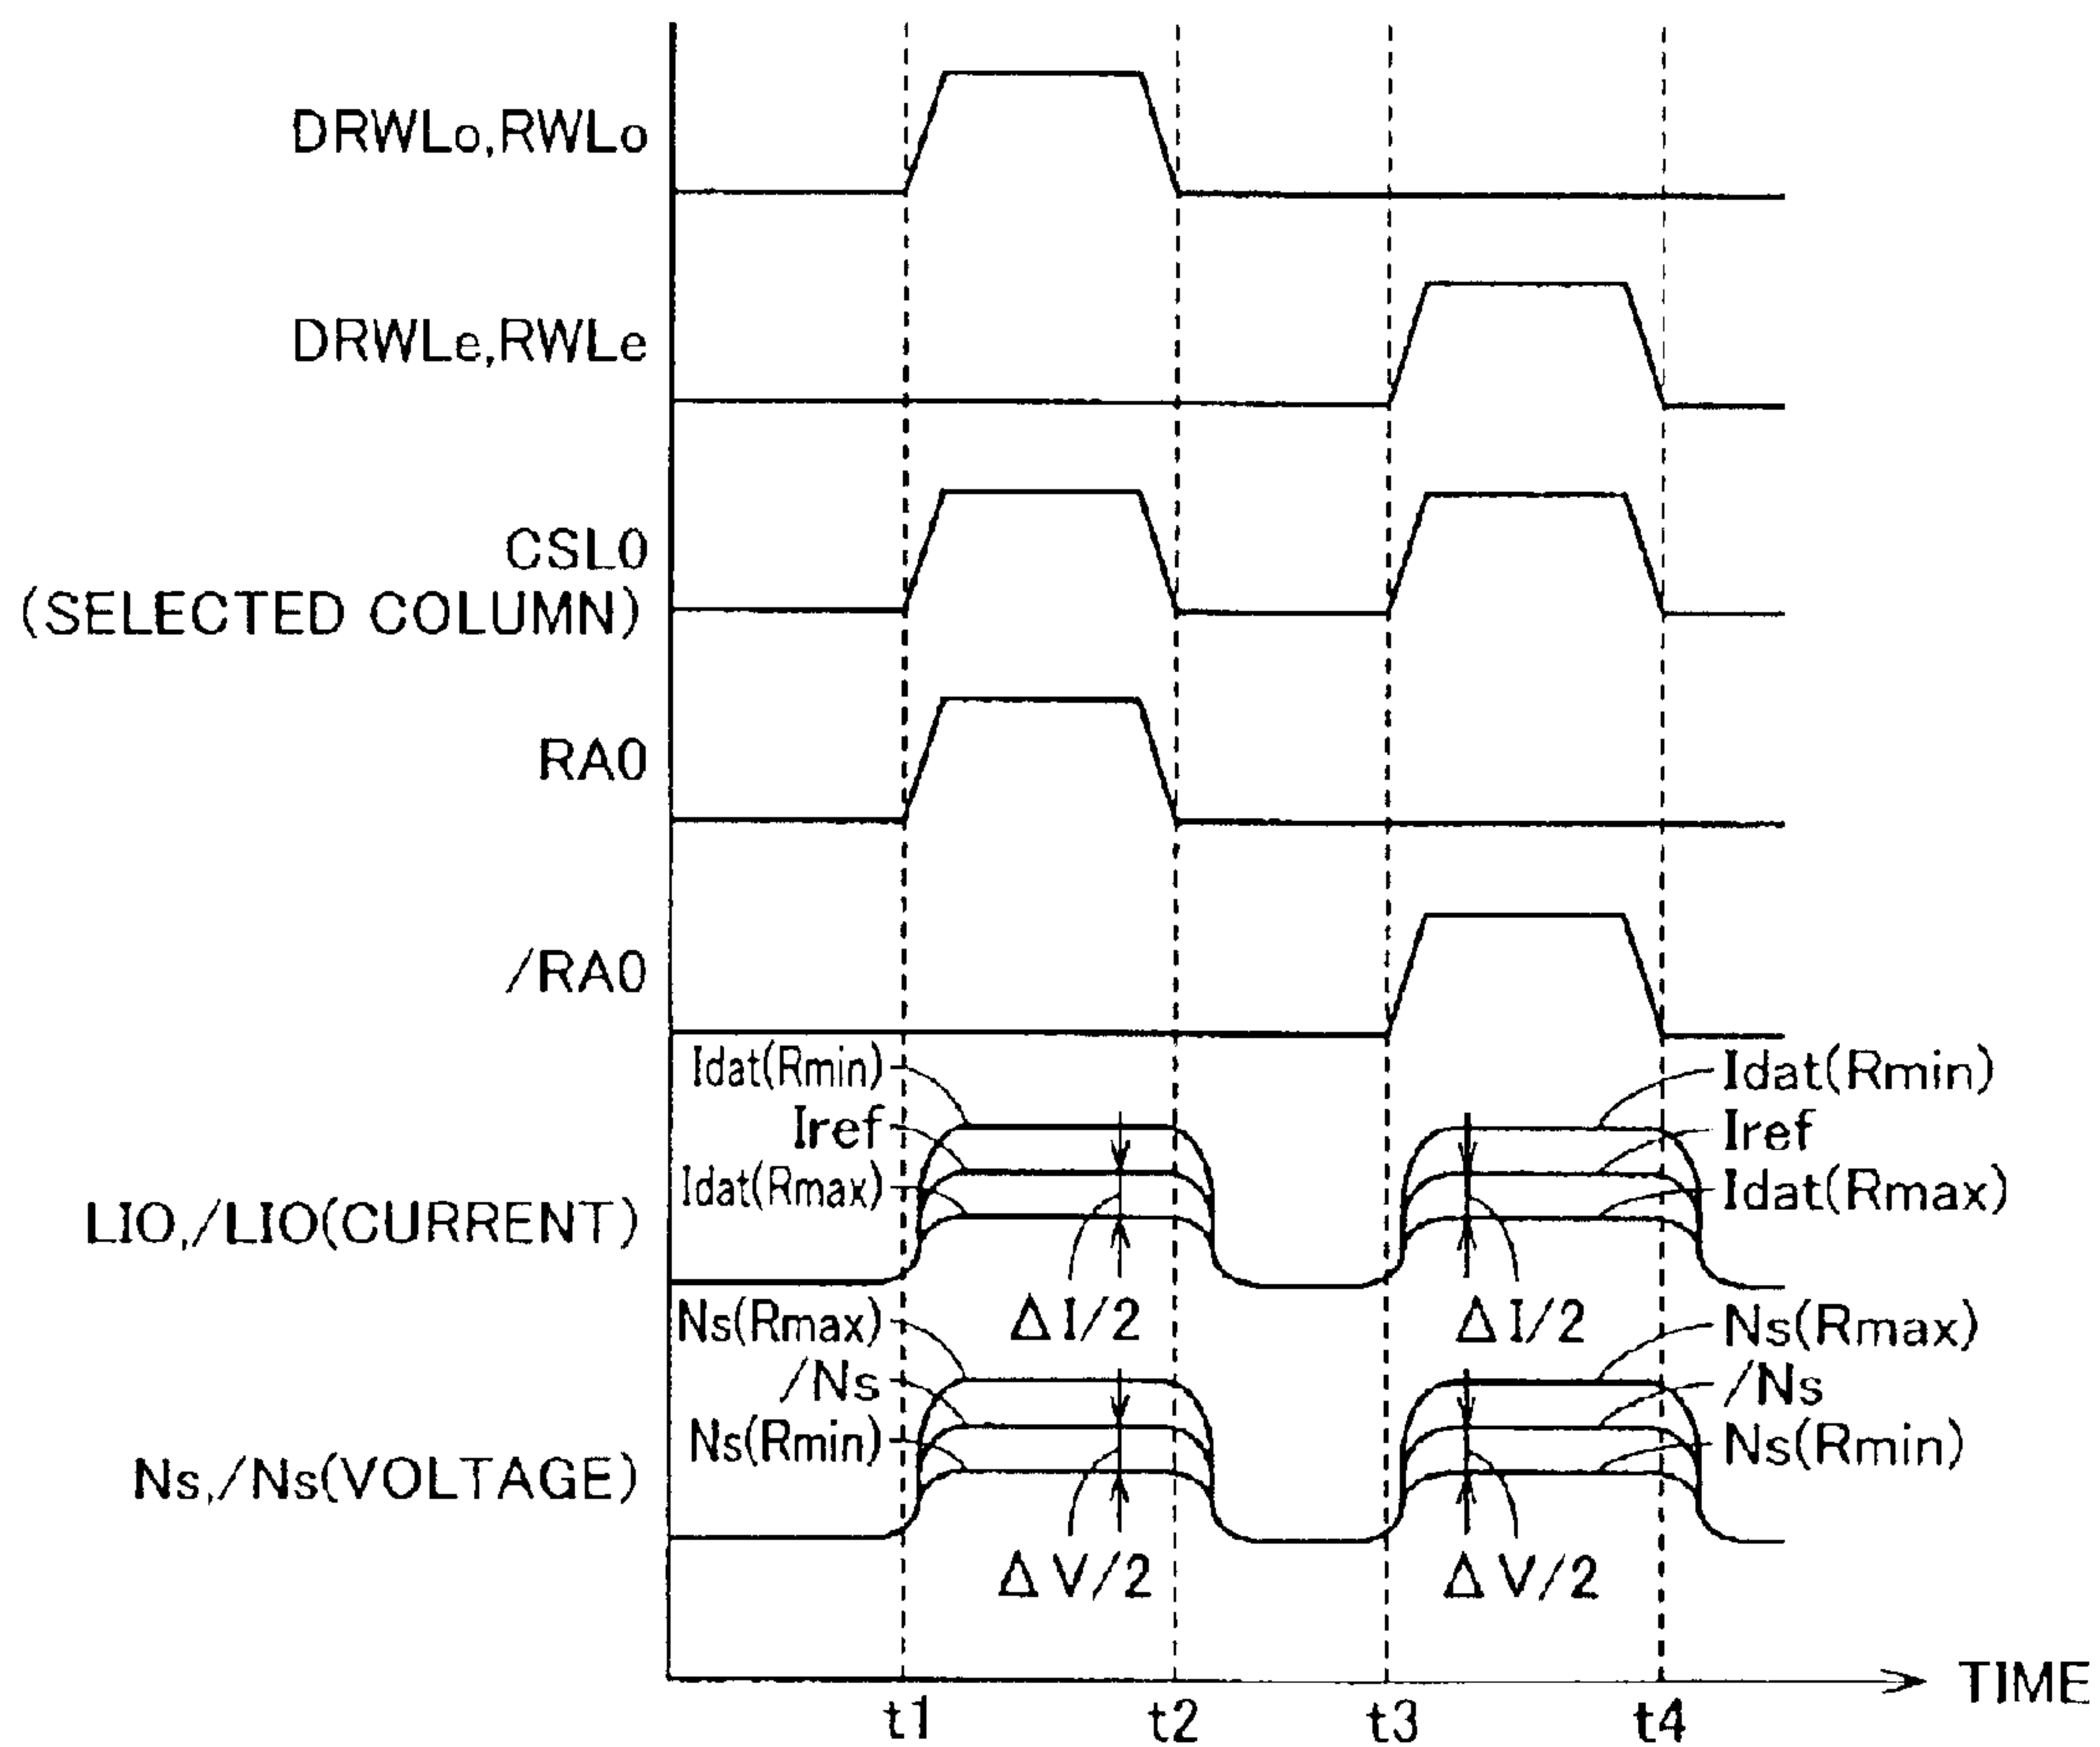 DRWLo,RWLo
DRWLe,RWLe
CSL0
(SELECTED COLUMN)
RA0
/RA0
Idat(Rmin)
Idat(Rmin)
Iref
Iref
Idat(Rmax)
Idat(Rmax)
LIO,/LIO(CURRENT)
ΔI/2
ΔI/2
Ns(Rmax)
Ns(Rmax)
/Ns
/Ns
Ns(Rmin)
Ns(Rmin)
Ns,/Ns(VOLTAGE)
ΔV/2
ΔV/2
TIME
t1 t2 t3 t4